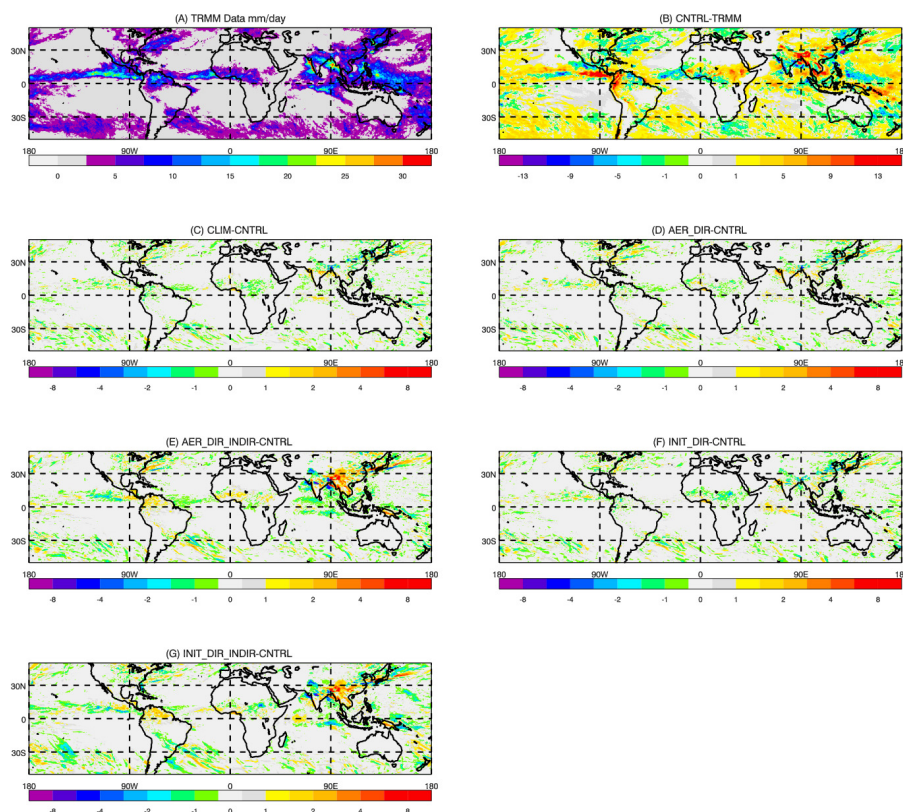 (A) TRMM Data mm/day
30N
0
30S
180 90W 0 90E 180
0 5 10 15 20 25 30
(B) CNTRL-TRMM
30N
0
30S
180 90W 0 90E
-13 -9 -5 -1 0 1 5 9 13
(C) CLIM-CNTRL
30N
0
30S
180 90W 0 90E 180
-8 -4 -2 -1 0 1 2 4 8
(D) AER_DIR-CNTRL
30N
0
30S
180 90W 0 90E 180
-8 -4 -2 -1 0 1 2 4 8
(E) AER_DIR_INDIR-CNTRL
30N
0
30S
180 90W 0 90E 180
-8 -4 -2 -1 0 1 2 4 8
(F) INIT_DIR-CNTRL
30N
0
30S
180 90W 0 90E 180
-8 -4 -2 -1 0 1 2 4 8
(G) INIT_DIR_INDIR-CNTRL
30N
0
30S
180 90W 0 90E 180
-8 -4 -2 -1 0 1 2 4 8